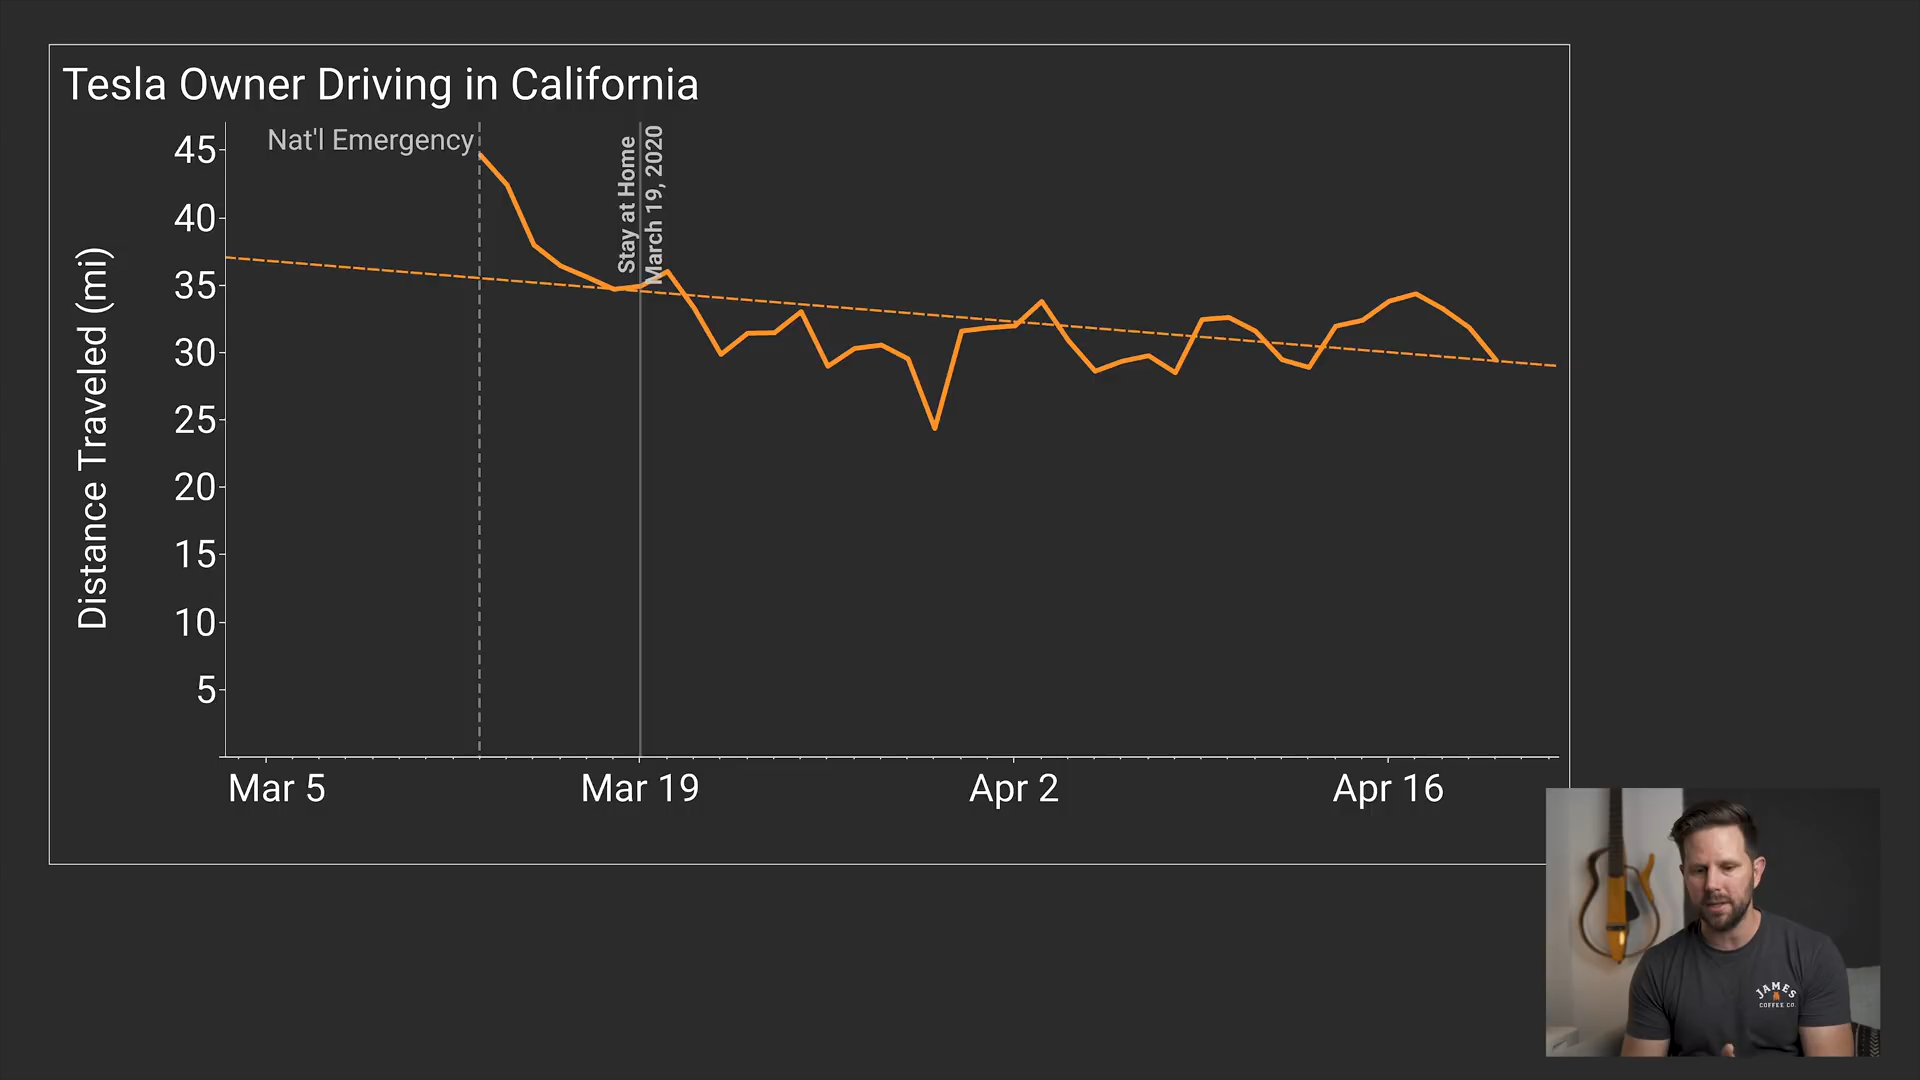 Tesla Owner Driving in California
Nat'l Emergency
Stay at Home
March 19, 2020
Distance Traveled (mi)
45
40
35
30
25
20
15
10
5
Mar 5
Mar 19
Apr 2
Apr 16
JAMES
COFFEE CO.